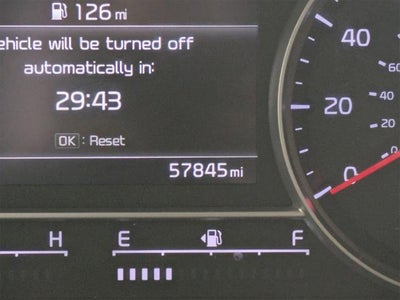 126 mi
ehicle will be turned off
automatically in:
29:43
OK : Reset
57845 mi
H E F
40
20
0
60
40
20
0